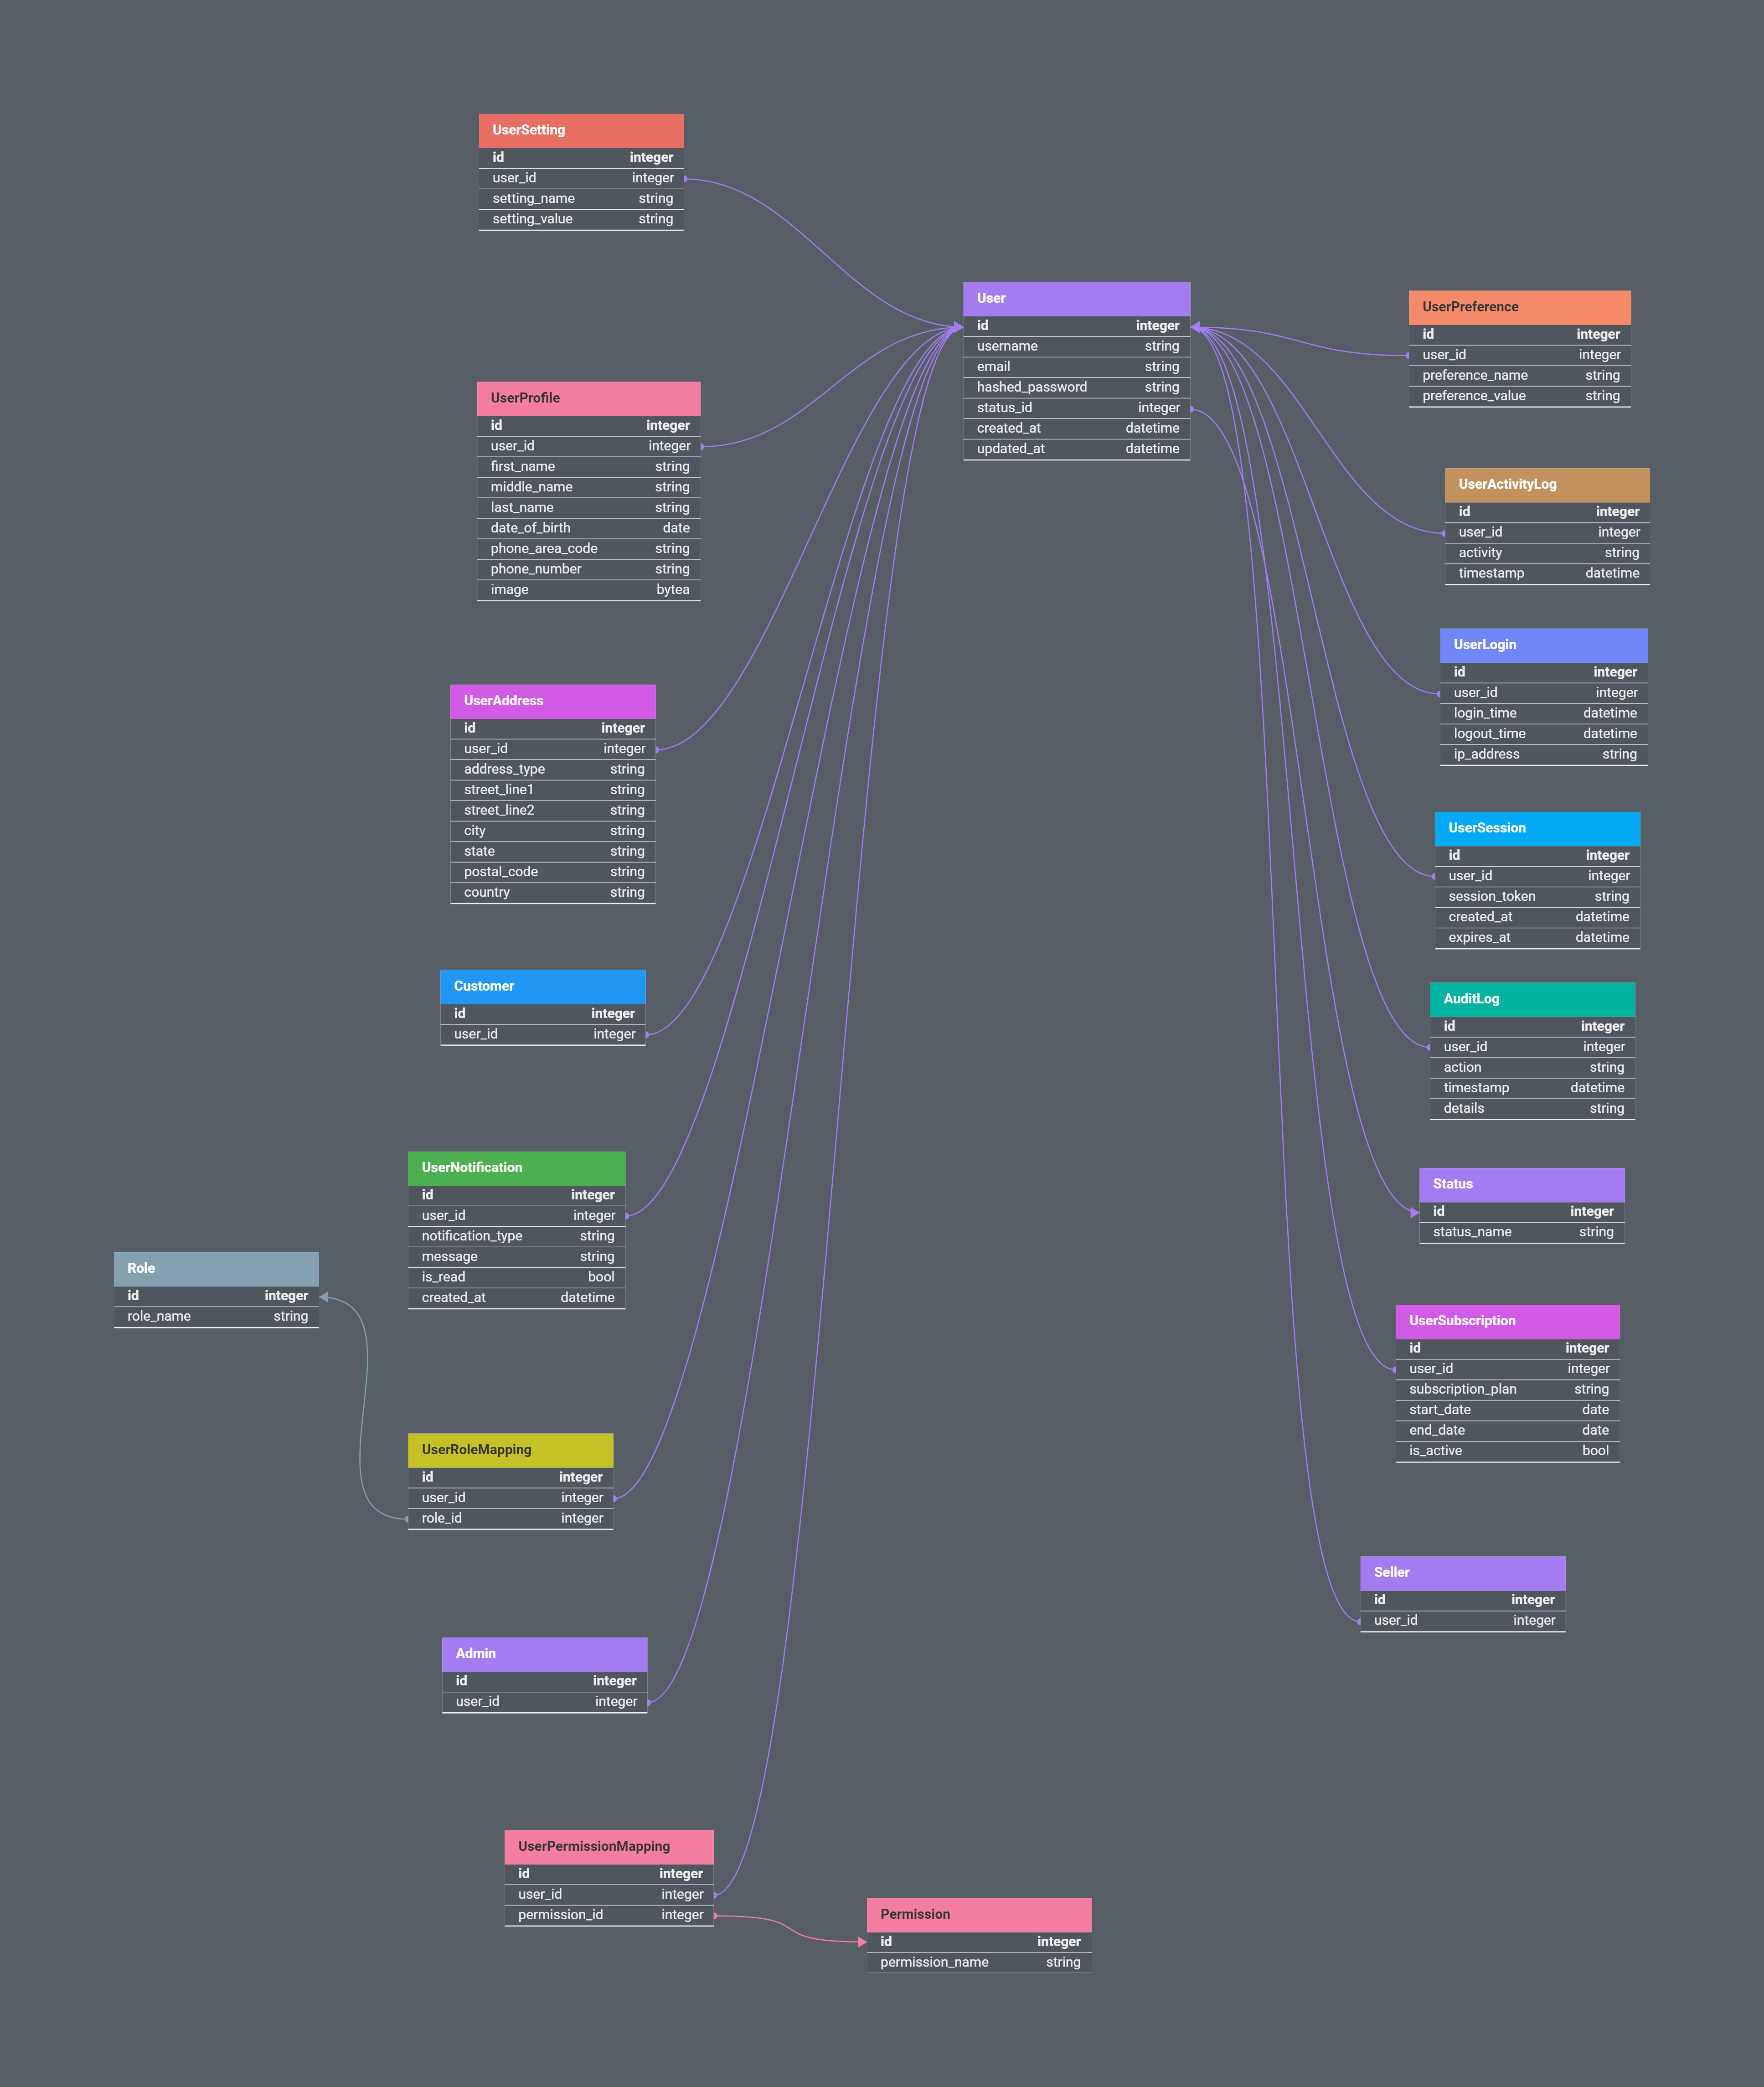 UserSetting
id integer
user_id integer
setting_name string
setting_value string
User
id integer
username string
email string
hashed_password string
status_id integer
created_at datetime
updated_at datetime
UserPreference
id integer
user_id integer
preference_name string
preference_value string
UserProfile
id integer
user_id integer
first_name string
middle_name string
last_name string
date_of_birth date
phone_area_code string
phone_number string
image bytea
UserActivityLog
id integer
user_id integer
activity string
timestamp datetime
UserLogin
id integer
user_id integer
login_time datetime
logout_time datetime
ip_address string
UserAddress
id integer
user_id integer
address_type string
street_line1 string
street_line2 string
city string
state string
postal_code string
country string
UserSession
id integer
user_id integer
session_token string
created_at datetime
expires_at datetime
Customer
id integer
user_id integer
AuditLog
id integer
user_id integer
action string
timestamp datetime
details string
UserNotification
id integer
user_id integer
notification_type string
message string
is_read bool
created_at datetime
Status
id integer
status_name string
Role
id integer
role_name string
UserSubscription
id integer
user_id integer
subscription_plan string
start_date date
end_date date
is_active bool
UserRoleMapping
id integer
user_id integer
role_id integer
Seller
id integer
user_id integer
Admin
id integer
user_id integer
UserPermissionMapping
id integer
user_id integer
permission_id integer
Permission
id integer
permission_name string